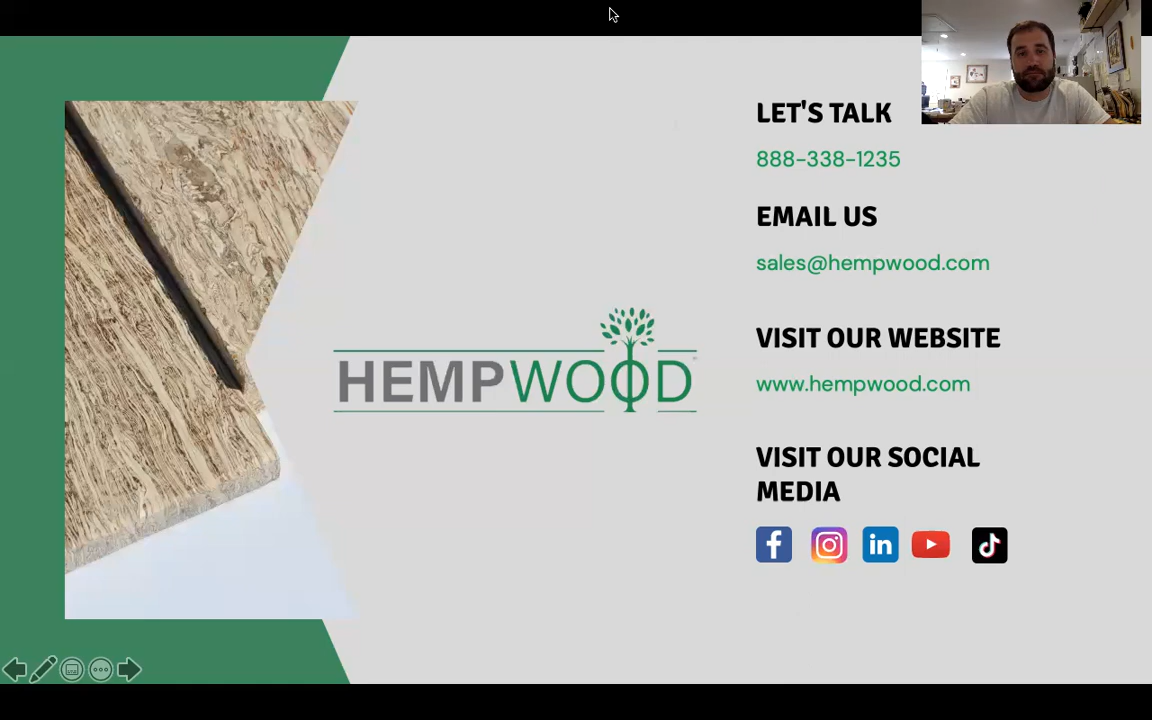 LET'S TALK
888-338-1235
EMAIL US
sales@hempwood.com
HEMPWOOD
VISIT OUR WEBSITE
www.hempwood.com
VISIT OUR SOCIAL
MEDIA